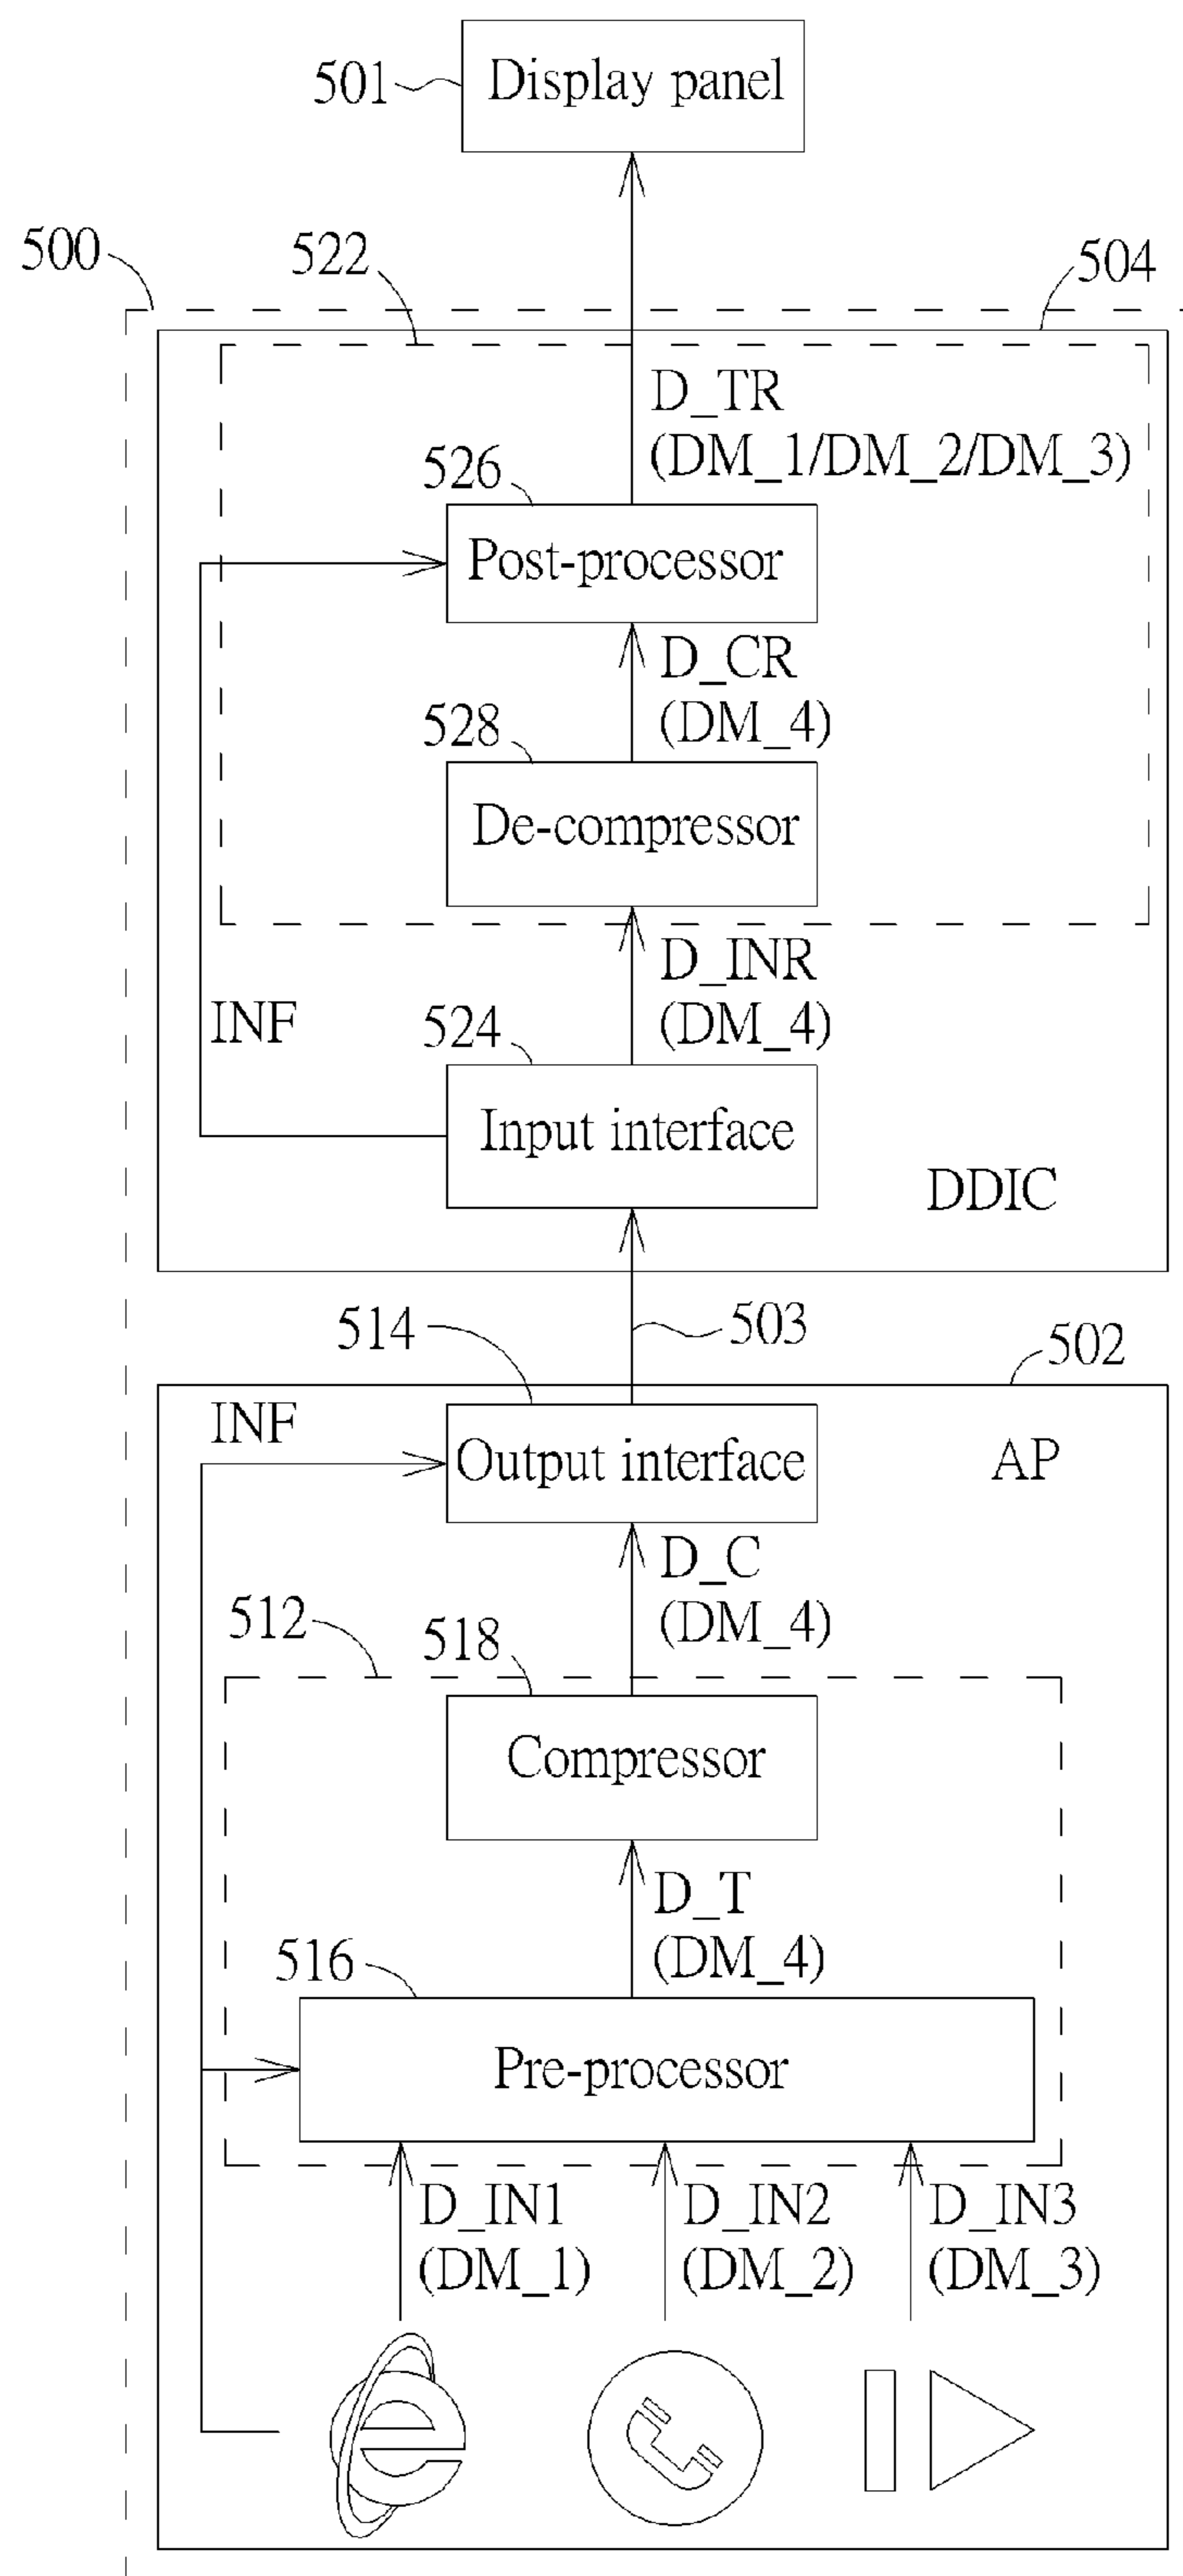 501
Display panel
500
522
504
D_TR
(DM_1/DM_2/DM_3)
526
Post-processor
D_CR
(DM_4)
528
De-compressor
D_INR
(DM_4)
INF
524
Input interface
DDIC
514
503
502
INF
Output interface
AP
D_C
(DM_4)
512
518
Compressor
D_T
(DM_4)
516
Pre-processor
D_IN1
(DM_1)
D_IN2
(DM_2)
D_IN3
(DM_3)